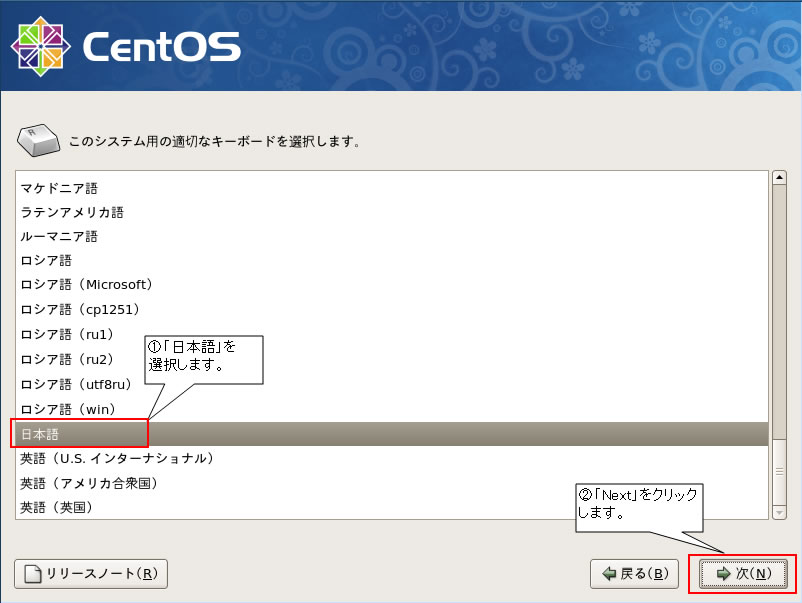 CentOS
このシステム用の適切なキーボードを選択します。
マケドニア語
ラテンアメリカ語
ルーマニア語
ロシア語
ロシア語（Microsoft）
ロシア語（cp1251）
ロシア語（ru1）
ロシア語（ru2）
ロシア語（utf8ru）
ロシア語（win）
①「日本語」を
選択します。
日本語
英語（U.S. インターナショナル）
英語（アメリカ合衆国）
英語（英国）
②「Next」をクリック
します。
リリースノート(R)
戻る(B)
次(N)